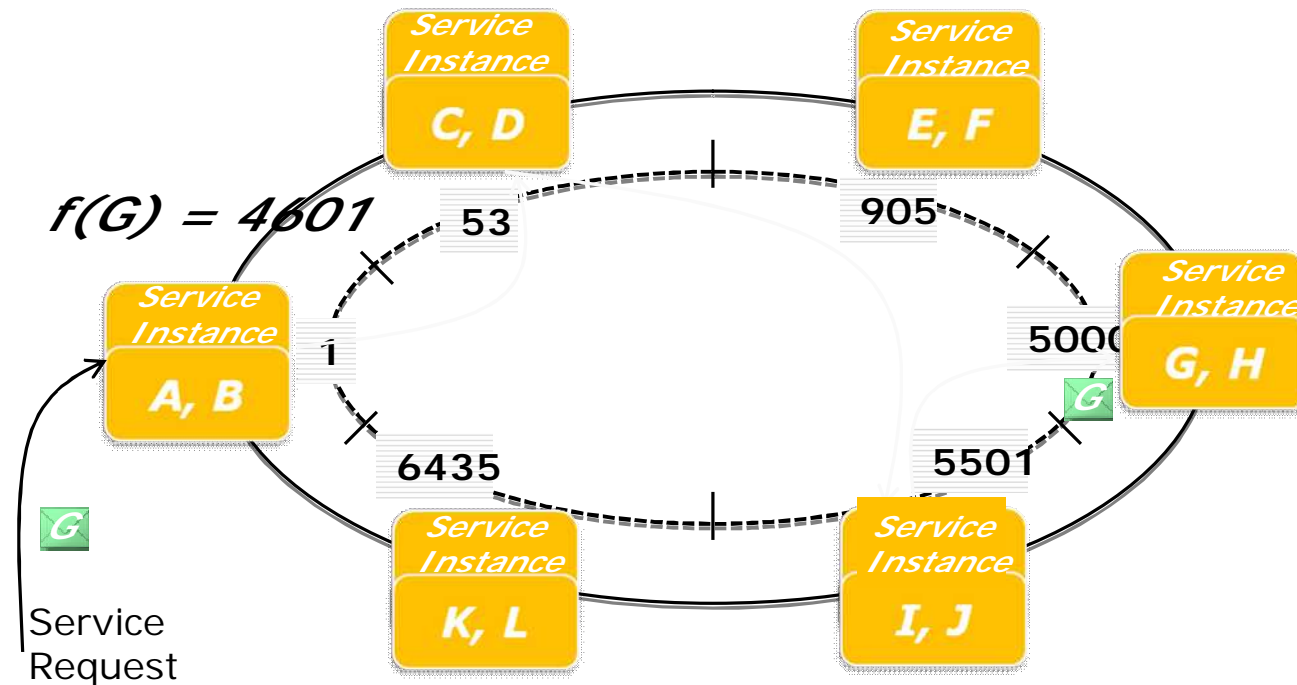 Service
Instance
C, D
Service
Instance
E, F
f(G) = 4601
53
905
Service
Instance
A, B
1
5000
Service
Instance
G, H
G
6435
5501
G
Service
Instance
K, L
Service
Instance
I, J
Service
Request